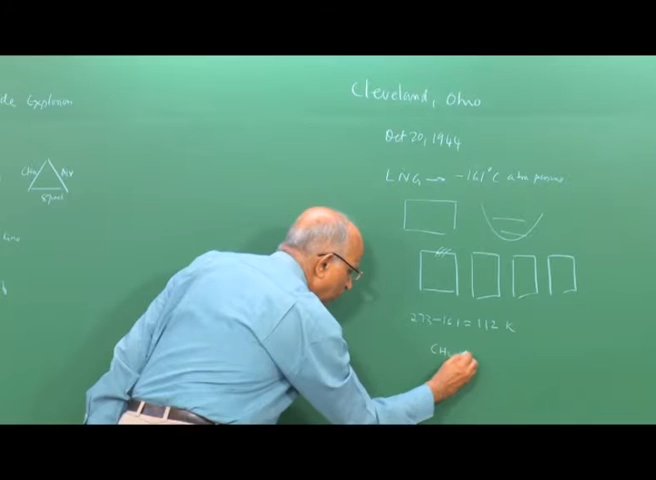 de Explosion
CH4 Air
Spark
Cleveland, Ohio
Oct 20, 1944
LNG → -161°C atm pressure.
273-161 = 112 K
CH4